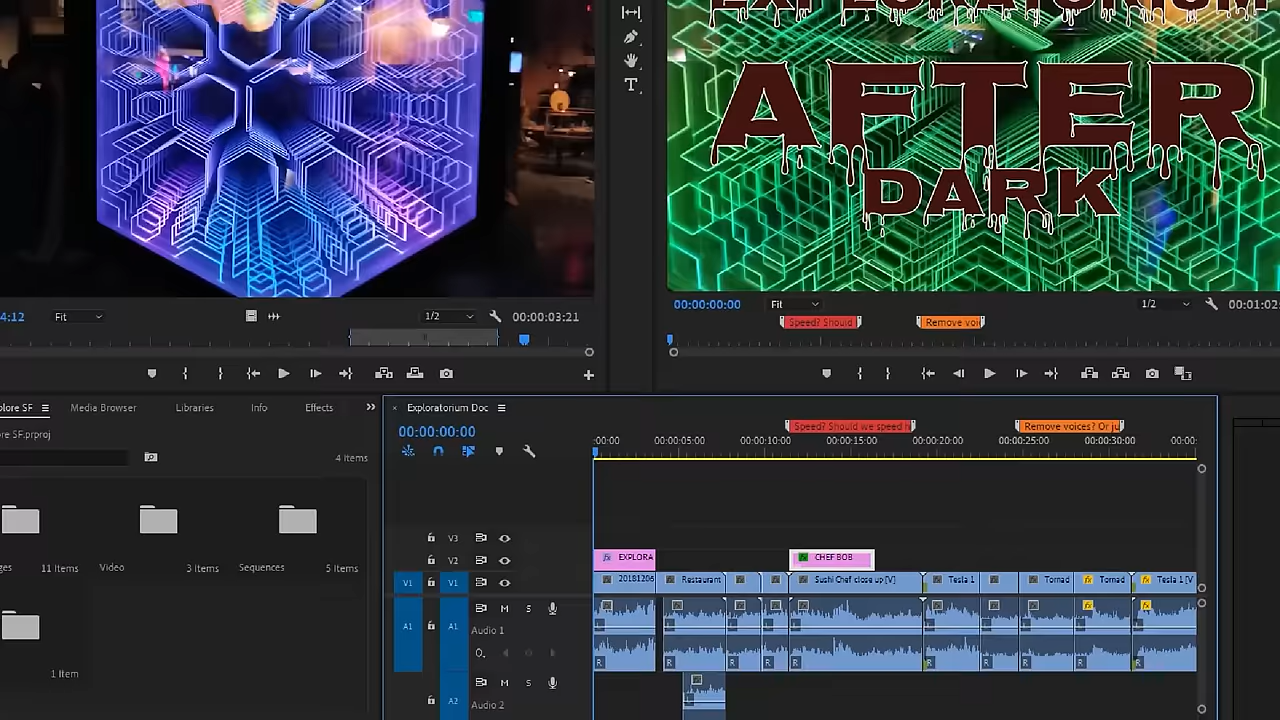 EXPLORATORIUM
AFTER
DARK
T
4:12
Fit
1/2
00:00:03:21
00:00:00:00
Fit
1/2
00:01:02:
Speed? Should
Remove voi
plore SF
Media Browser
Libraries
Info
Effects
ore SF.prproj
4 Items
ges
11 Items
Video
3 Items
Sequences
5 Items
1 Item
Exploratorium Doc
00:00:00:00
Speed? Should we speed h
Remove voices? Or ju
:00:00
00:00:05:00
00:00:10:00
00:00:15:00
00:00:20:00
00:00:25:00
00:00:30:00
00:00:
V3
V2
EXPLORA
CHEF BOB
V1
V1
20181206
Restaurant
Sushi Chef close up [V]
Tesla 1
Tornad
Tornad
Tesla 1 [V
A1
A1
M
S
Audio 1
L
R
A2
M
S
Audio 2